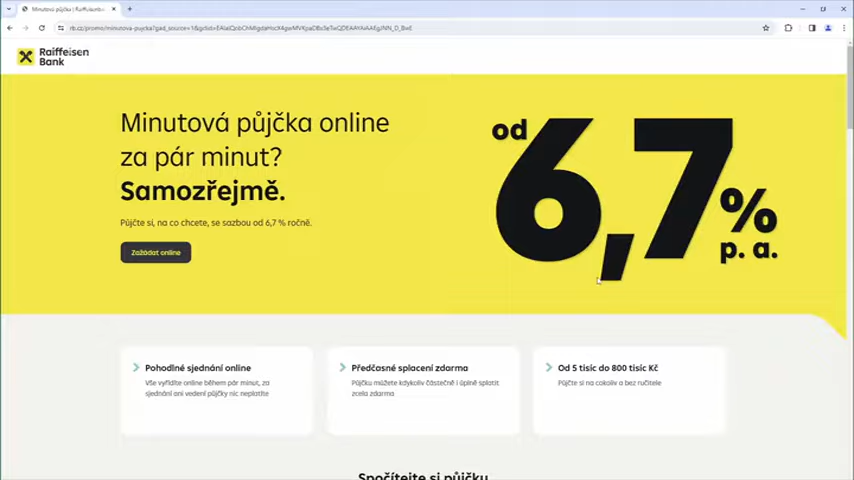 Minutová půjčka | Raiffeisen
Raiffeisen
Bank
Minutová půjčka online
za pár minut?
Samozřejmě.
Půjčte si, na co chcete, se sazbou od 6,7 % ročně.
Zažádat online
od
6,7
%
p. a.
Pohodlné sjednání online
Vše vyřídíte online během pár minut, za
sjednání ani vedení půjčky nic neplatíte
Předčasné splacení zdarma
Půjčku můžete kdykoliv částečně i úplně splatit
zcela zdarma
Od 5 tisíc do 800 tisíc Kč
Půjčte si na cokoliv a bez ručitele
Spočítejte si půjčku